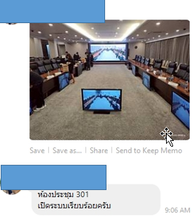 Save | Save as... | Share | Send to Keep Memo
ห้องประชุม 301
เปิดระบบเรียบร้อยครับ
9:06 AM